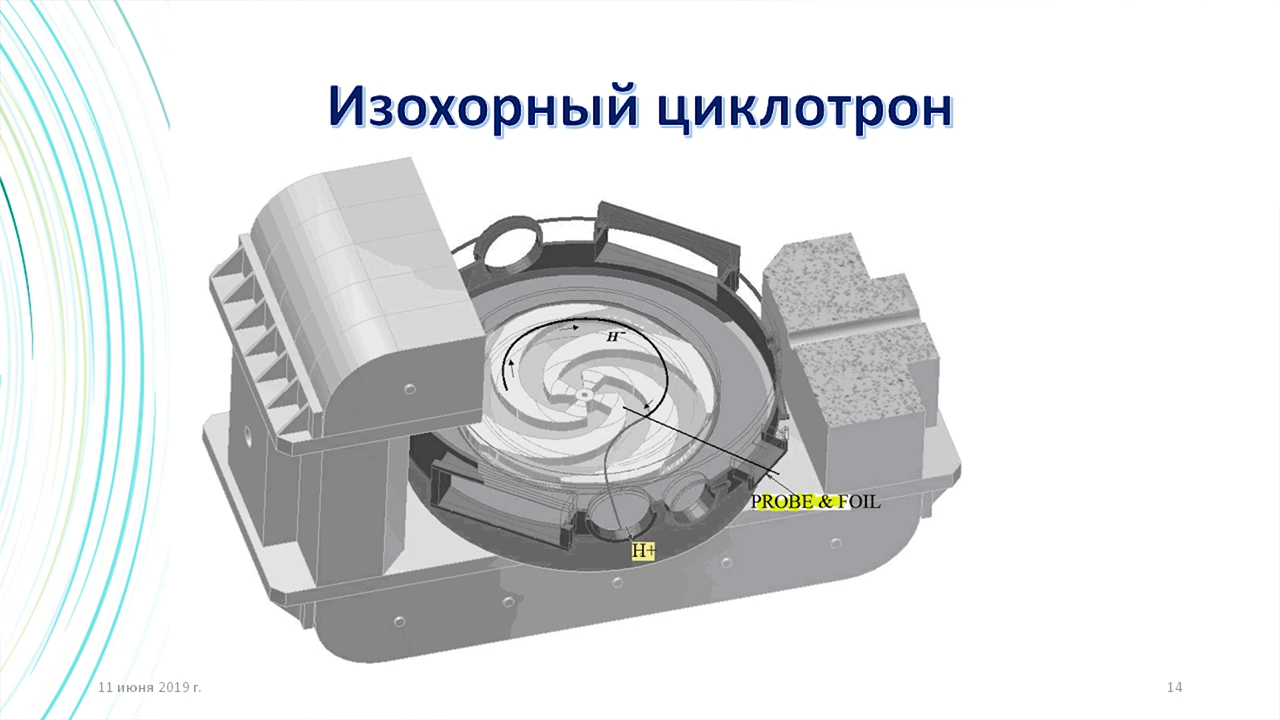 Изохорный циклотрон
H⁻
PROBE & FOIL
H+
11 июня 2019 г.
14